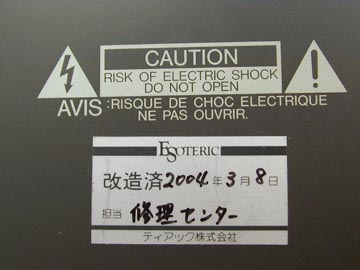 CAUTION
RISK OF ELECTRIC SHOCK
DO NOT OPEN
AVIS :RISQUE DE CHOC ELECTRIQUE
NE PAS OUVRIR.
ESOTERIC
改造済2004年3月8日
担当 修理センター
ティアック株式会社